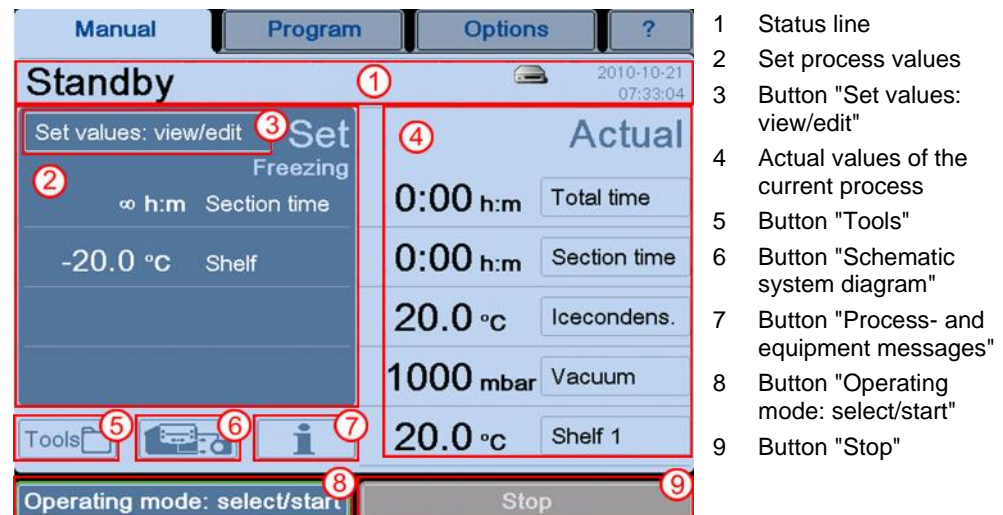 Manual
Program
Options
?
Standby
1
2010-10-21
07:33:04
Set values: view/edit
3
Set
Freezing
2
∞ h:m Section time
-20.0 °C Shelf
4
Actual
0:00 h:m Total time
0:00 h:m Section time
20.0 °C Icecondens.
1000 mbar Vacuum
20.0 °C Shelf 1
Tools
5
6
i
7
Operating mode: select/start
8
Stop
9
1 Status line
2 Set process values
3 Button "Set values:
view/edit"
4 Actual values of the
current process
5 Button "Tools"
6 Button "Schematic
system diagram"
7 Button "Process- and
equipment messages"
8 Button "Operating
mode: select/start"
9 Button "Stop"